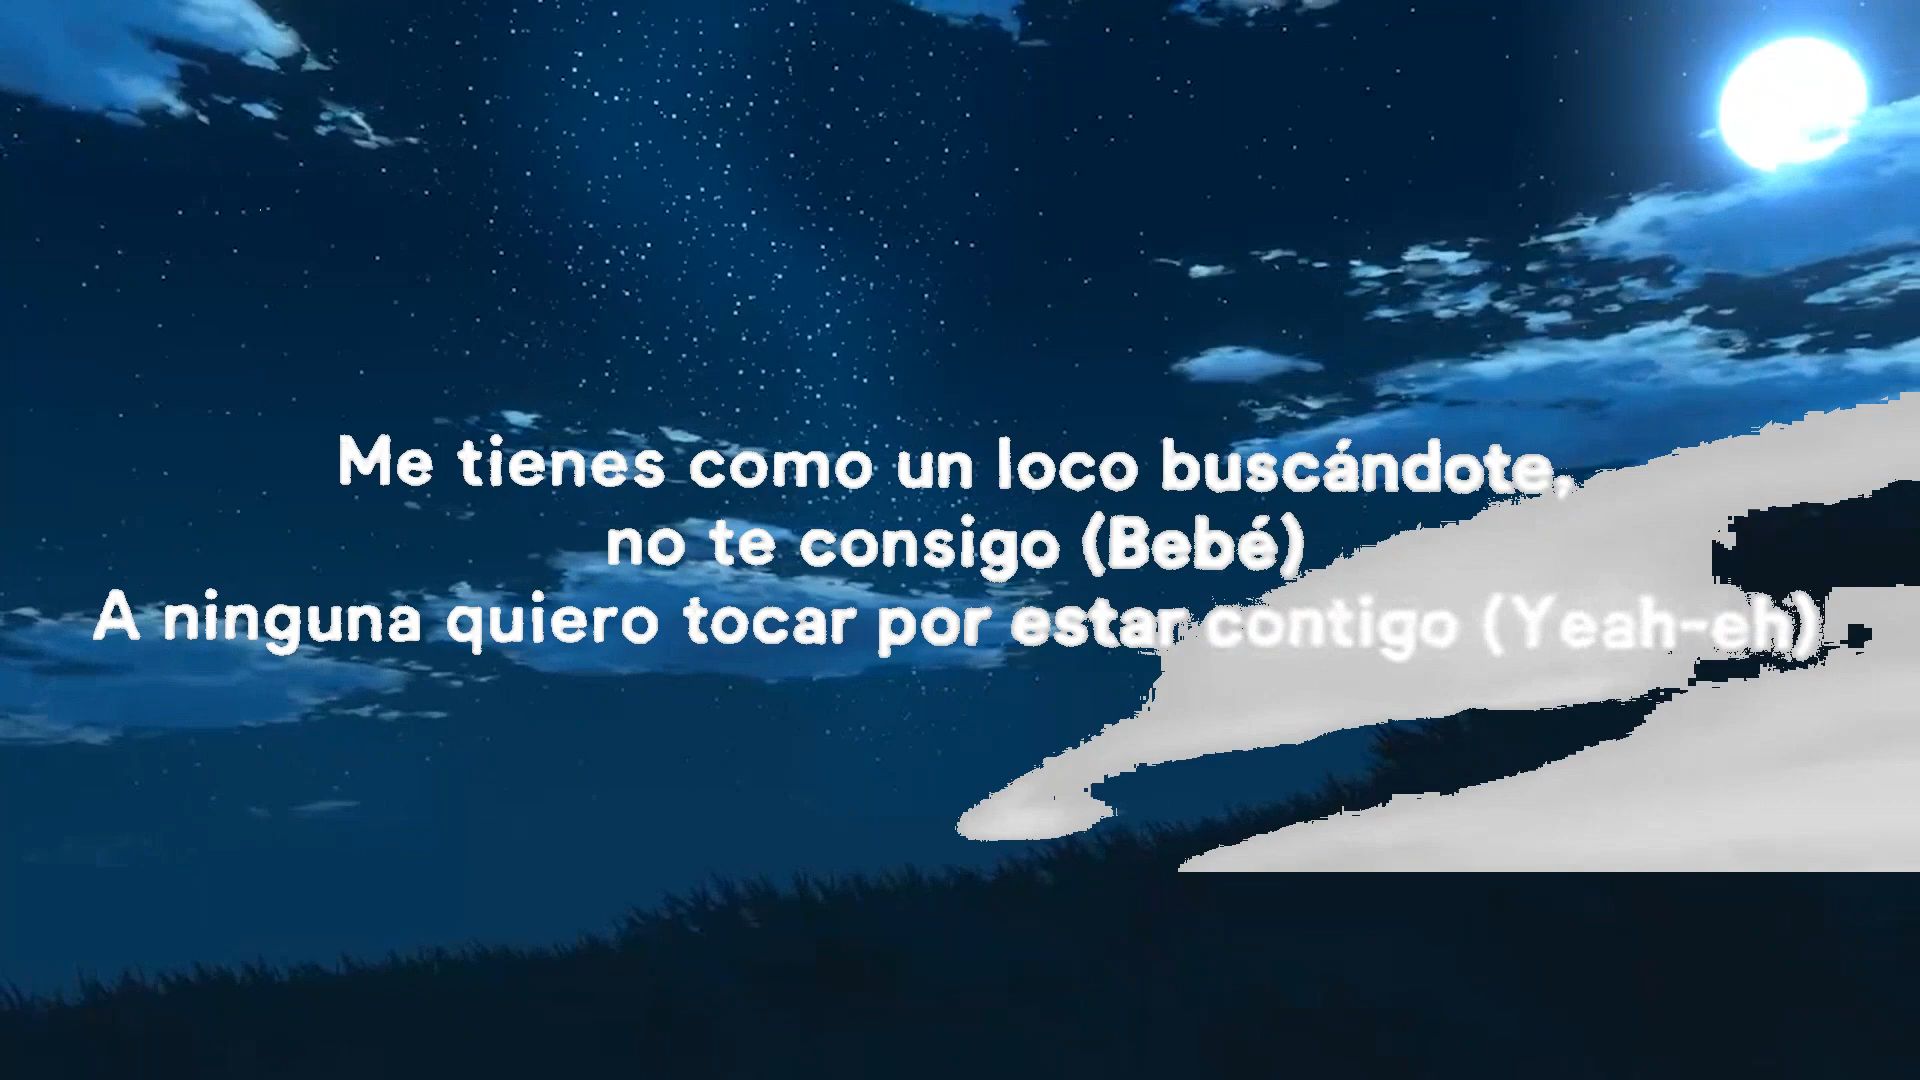 Me tienes como un loco buscándote,
no te consigo (Bebé)
A ninguna quiero tocar por estar contigo (Yeah-eh)